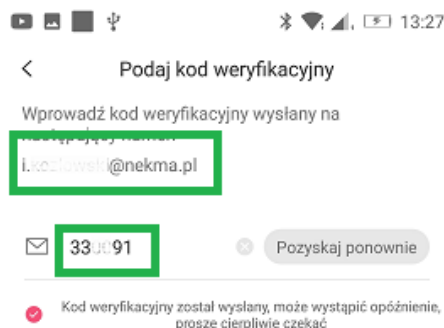 13:27
Podaj kod weryfikacyjny
Wprowadź kod weryfikacyjny wysłany na
@nekma.pl
Pozyskaj ponownie
Kod weryfikacyjny został wysłany, może wystąpić opóźnienie,
proszę cierpliwie czekać